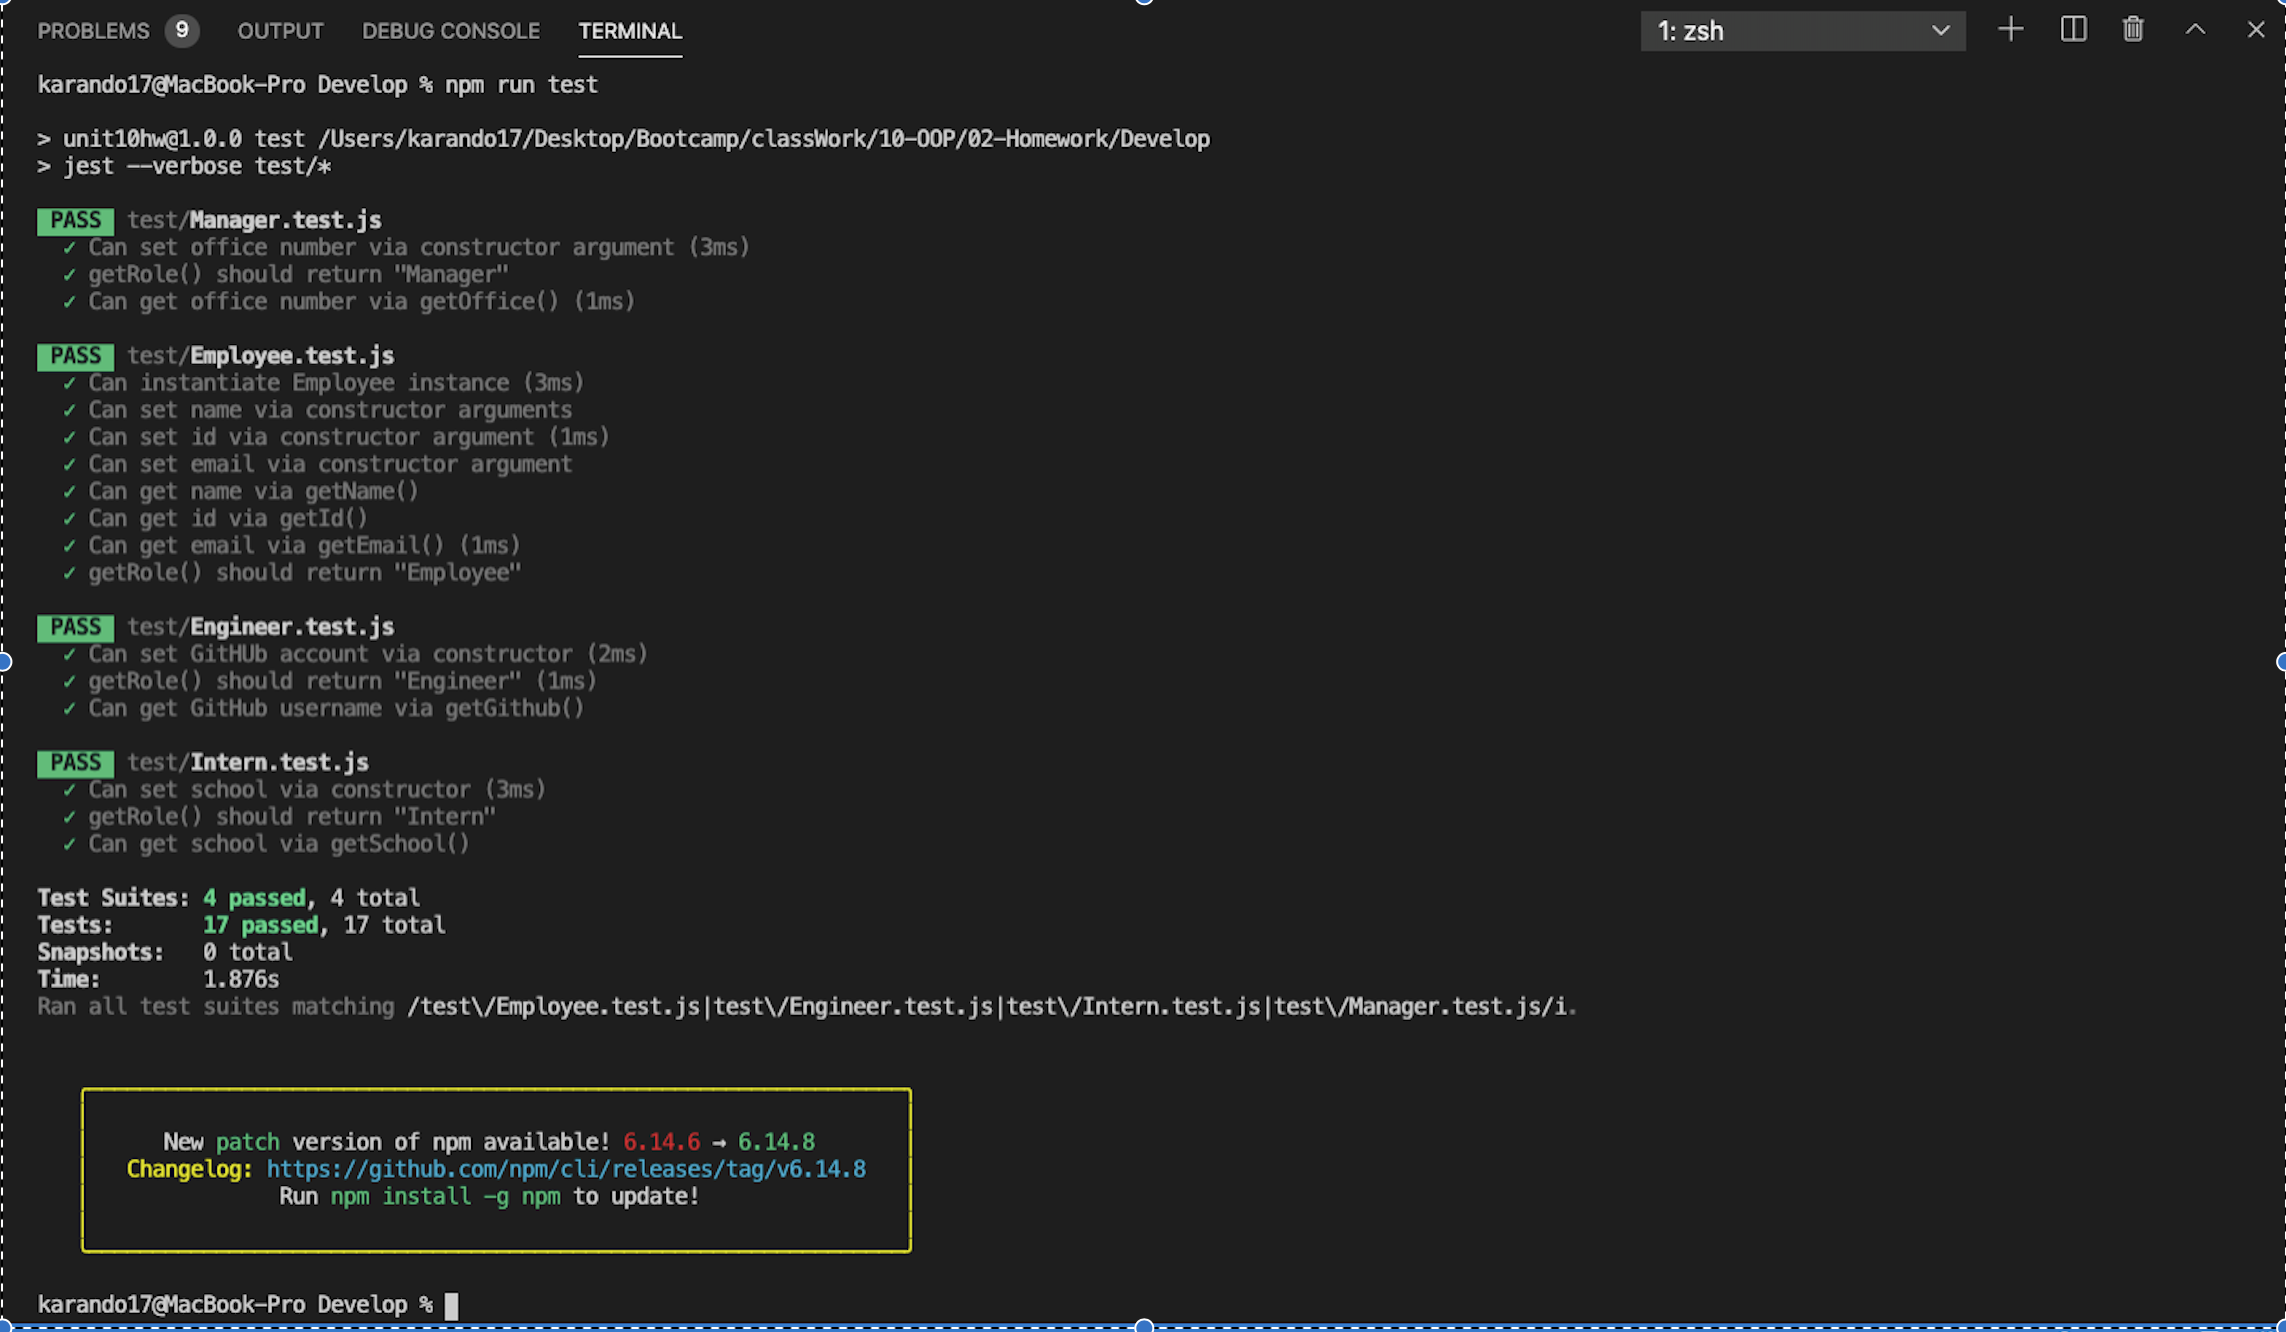 PROBLEMS 9 OUTPUT DEBUG CONSOLE TERMINAL 1: zsh
karando17@MacBook-Pro Develop % npm run test
> unit10hw@1.0.0 test /Users/karando17/Desktop/Bootcamp/classWork/10-OOP/02-Homework/Develop
> jest --verbose test/*
PASS test/Manager.test.js
✓ Can set office number via constructor argument (3ms)
✓ getRole() should return "Manager"
✓ Can get office number via getOffice() (1ms)
PASS test/Employee.test.js
✓ Can instantiate Employee instance (3ms)
✓ Can set name via constructor arguments
✓ Can set id via constructor argument (1ms)
✓ Can set email via constructor argument
✓ Can get name via getName()
✓ Can get id via getId()
✓ Can get email via getEmail() (1ms)
✓ getRole() should return "Employee"
PASS test/Engineer.test.js
✓ Can set GitHUb account via constructor (2ms)
✓ getRole() should return "Engineer" (1ms)
✓ Can get GitHub username via getGithub()
PASS test/Intern.test.js
✓ Can set school via constructor (3ms)
✓ getRole() should return "Intern"
✓ Can get school via getSchool()
Test Suites: 4 passed, 4 total
Tests: 17 passed, 17 total
Snapshots: 0 total
Time: 1.876s
Ran all test suites matching /test\/Employee.test.js|test\/Engineer.test.js|test\/Intern.test.js|test\/Manager.test.js/i.
New patch version of npm available! 6.14.6 → 6.14.8
Changelog: https://github.com/npm/cli/releases/tag/v6.14.8
Run npm install -g npm to update!
karando17@MacBook-Pro Develop %